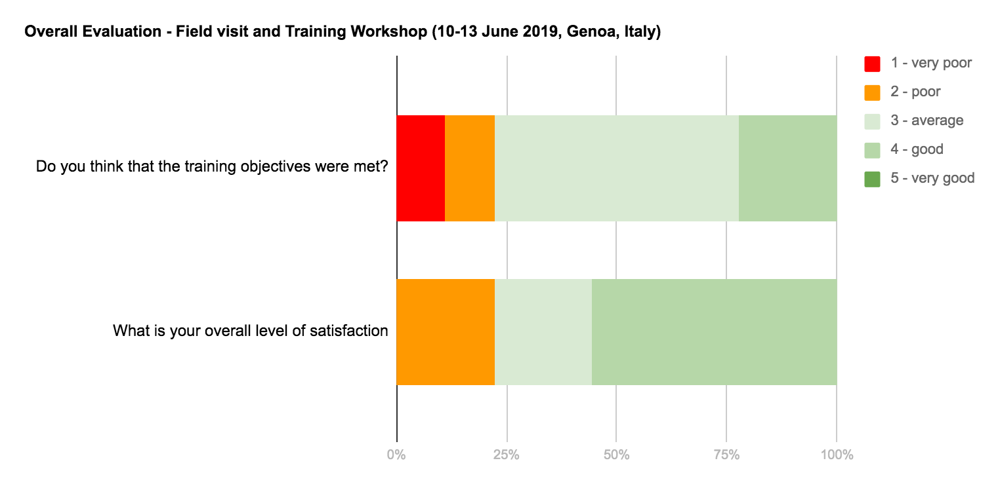 Overall Evaluation - Field visit and Training Workshop (10-13 June 2019, Genoa, Italy)
1 - very poor
2 - poor
3 - average
4 - good
5 - very good
Do you think that the training objectives were met?
What is your overall level of satisfaction
0%
25%
50%
75%
100%